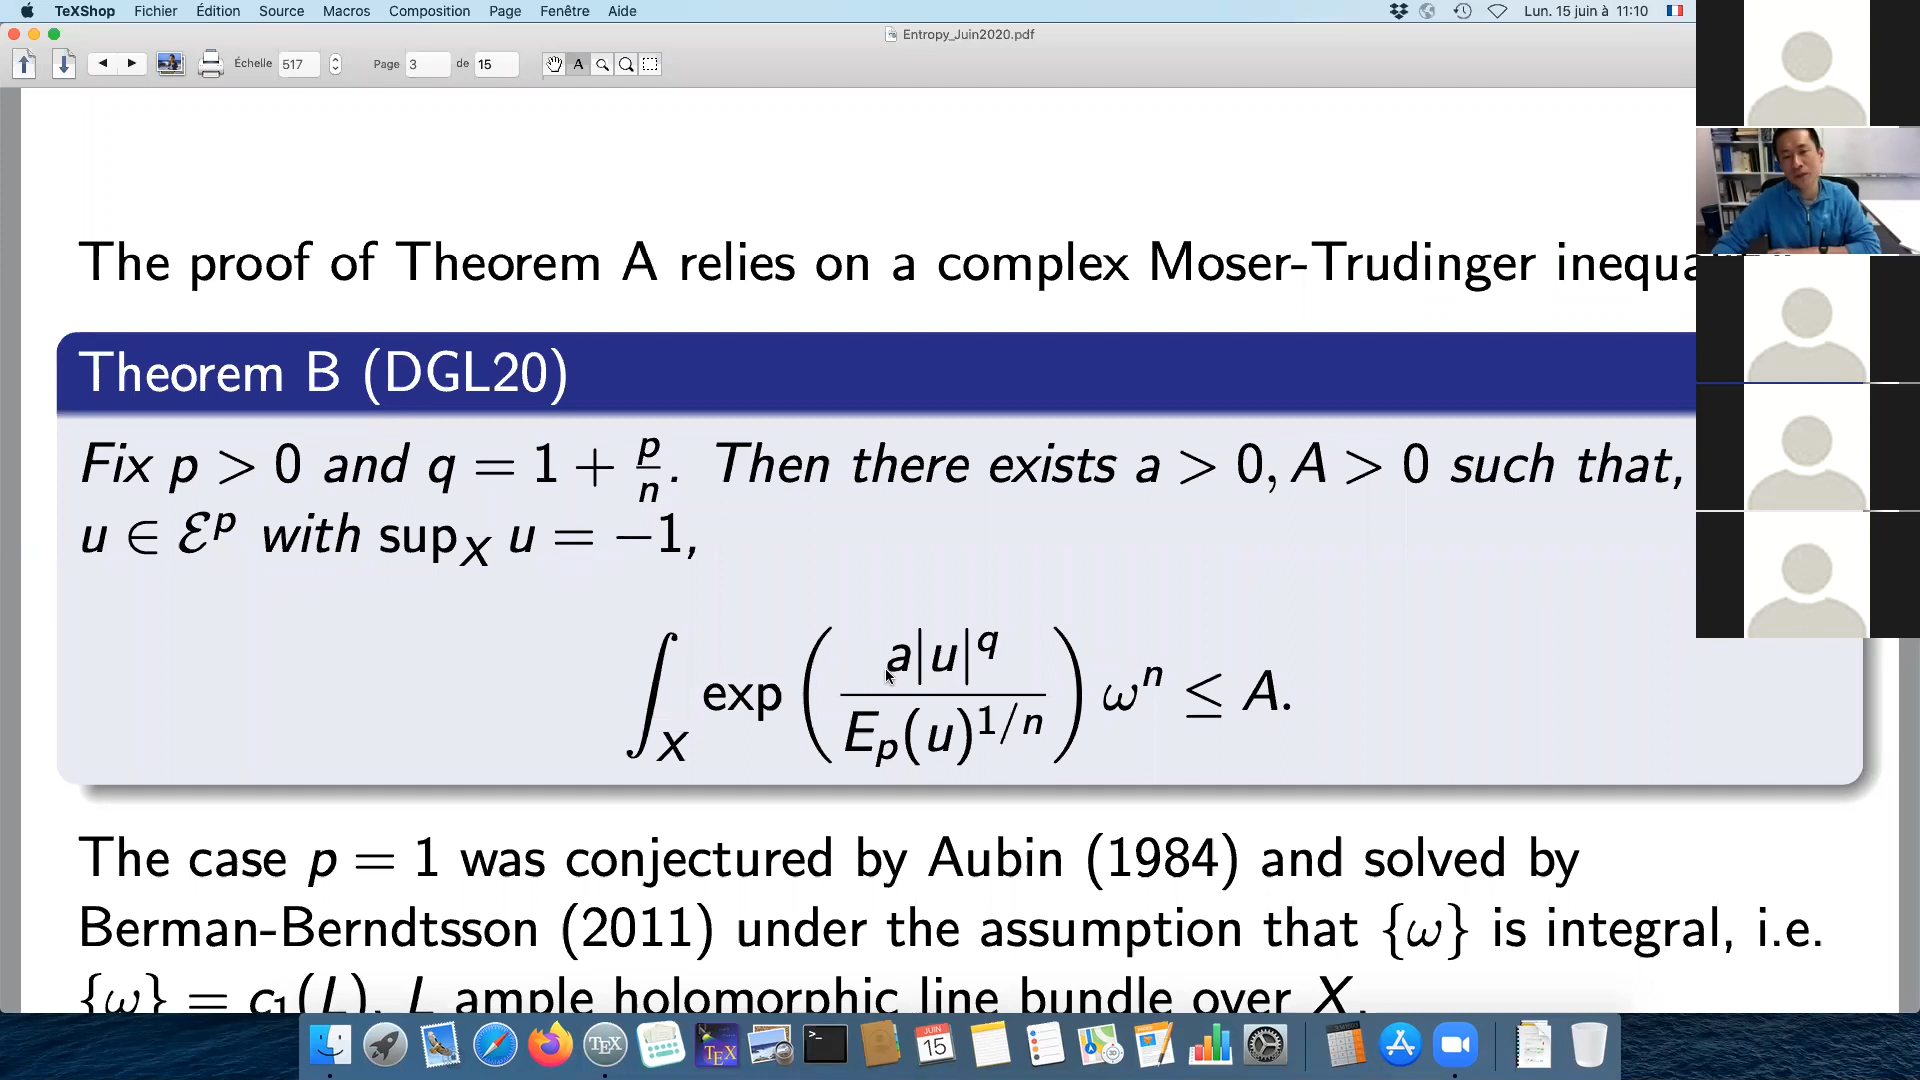 TeXShop Fichier Édition Source Macros Composition Page Fenêtre Aide Lun. 15 juin à 11:10
Entropy_Juin2020.pdf
Échelle 517 Page 3 de 15
The proof of Theorem A relies on a complex Moser-Trudinger inequa
Theorem B (DGL20)
Fix p > 0 and q = 1 + p/n. Then there exists a > 0, A > 0 such that,
u ∈ ℰ^p with sup_X u = −1,
∫_X exp ( a|u|^q / E_p(u)^{1/n} ) ω^n ≤ A.
The case p = 1 was conjectured by Aubin (1984) and solved by
Berman-Berndtsson (2011) under the assumption that {ω} is integral, i.e.
{ω} = c₁(L), L ample holomorphic line bundle over X.
TEX
TEX
JUIN
15